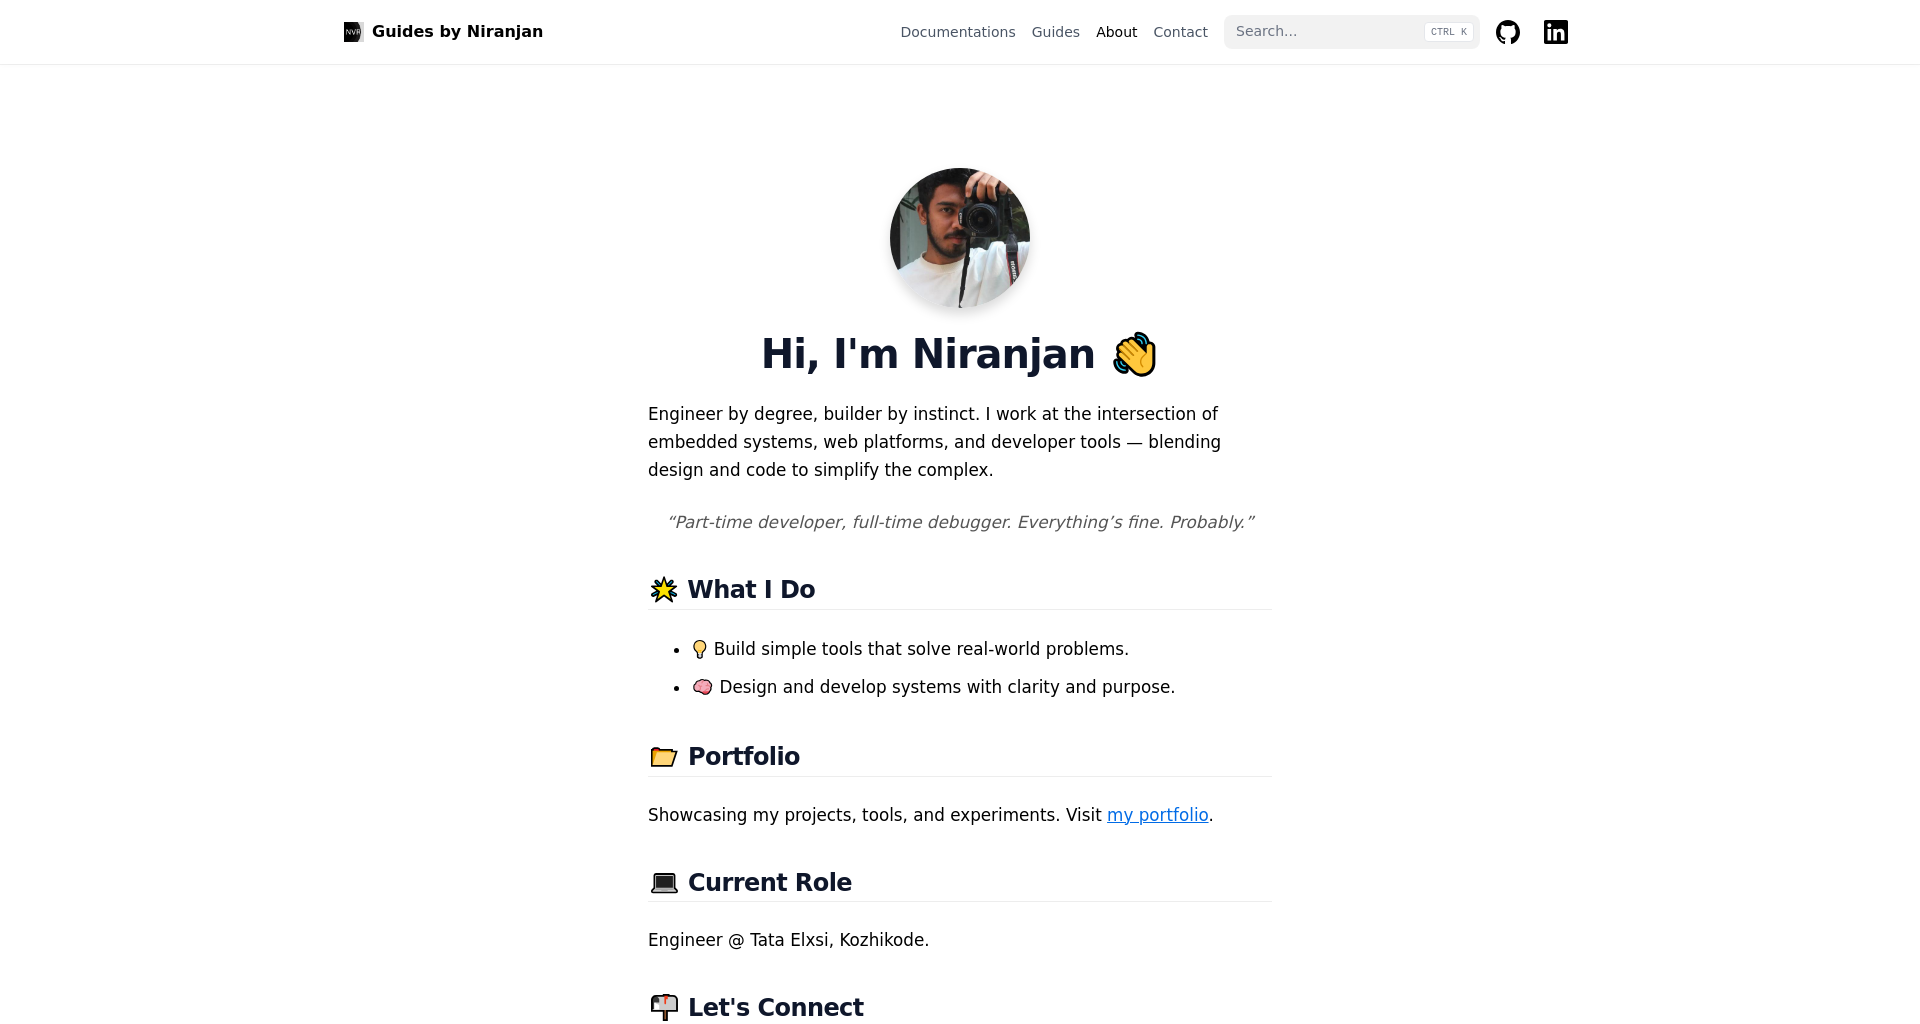 NVR
Guides by Niranjan
Documentations
Guides
About
Contact
Search...
CTRL K
Hi, I'm Niranjan 👋
Engineer by degree, builder by instinct. I work at the intersection of
embedded systems, web platforms, and developer tools — blending
design and code to simplify the complex.
“Part-time developer, full-time debugger. Everything’s fine. Probably.”
🌟 What I Do
• 💡 Build simple tools that solve real-world problems.
• 🧠 Design and develop systems with clarity and purpose.
📂 Portfolio
Showcasing my projects, tools, and experiments. Visit my portfolio.
💻 Current Role
Engineer @ Tata Elxsi, Kozhikode.
📬 Let's Connect